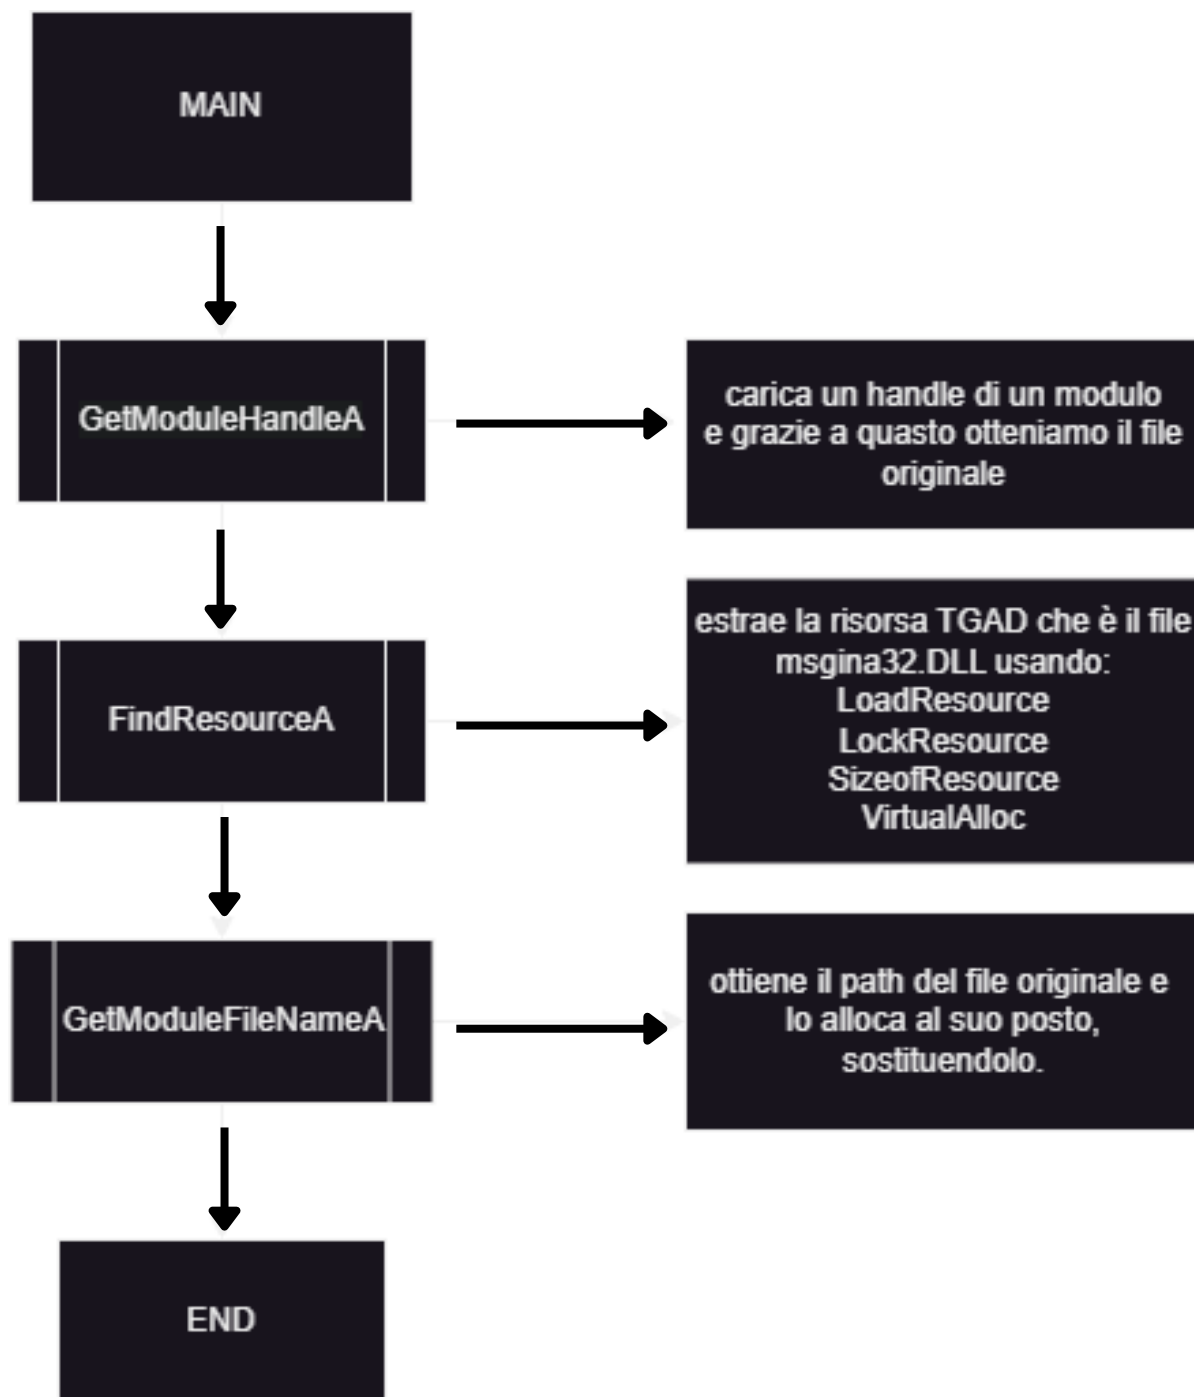 MAIN
GetModuleHandleA
carica un handle di un modulo
e grazie a quasto otteniamo il file
originale
FindResourceA
estrae la risorsa TGAD che è il file
msgina32.DLL usando:
LoadResource
LockResource
SizeofResource
VirtualAlloc
GetModuleFileNameA
ottiene il path del file originale e
lo alloca al suo posto,
sostituendolo.
END